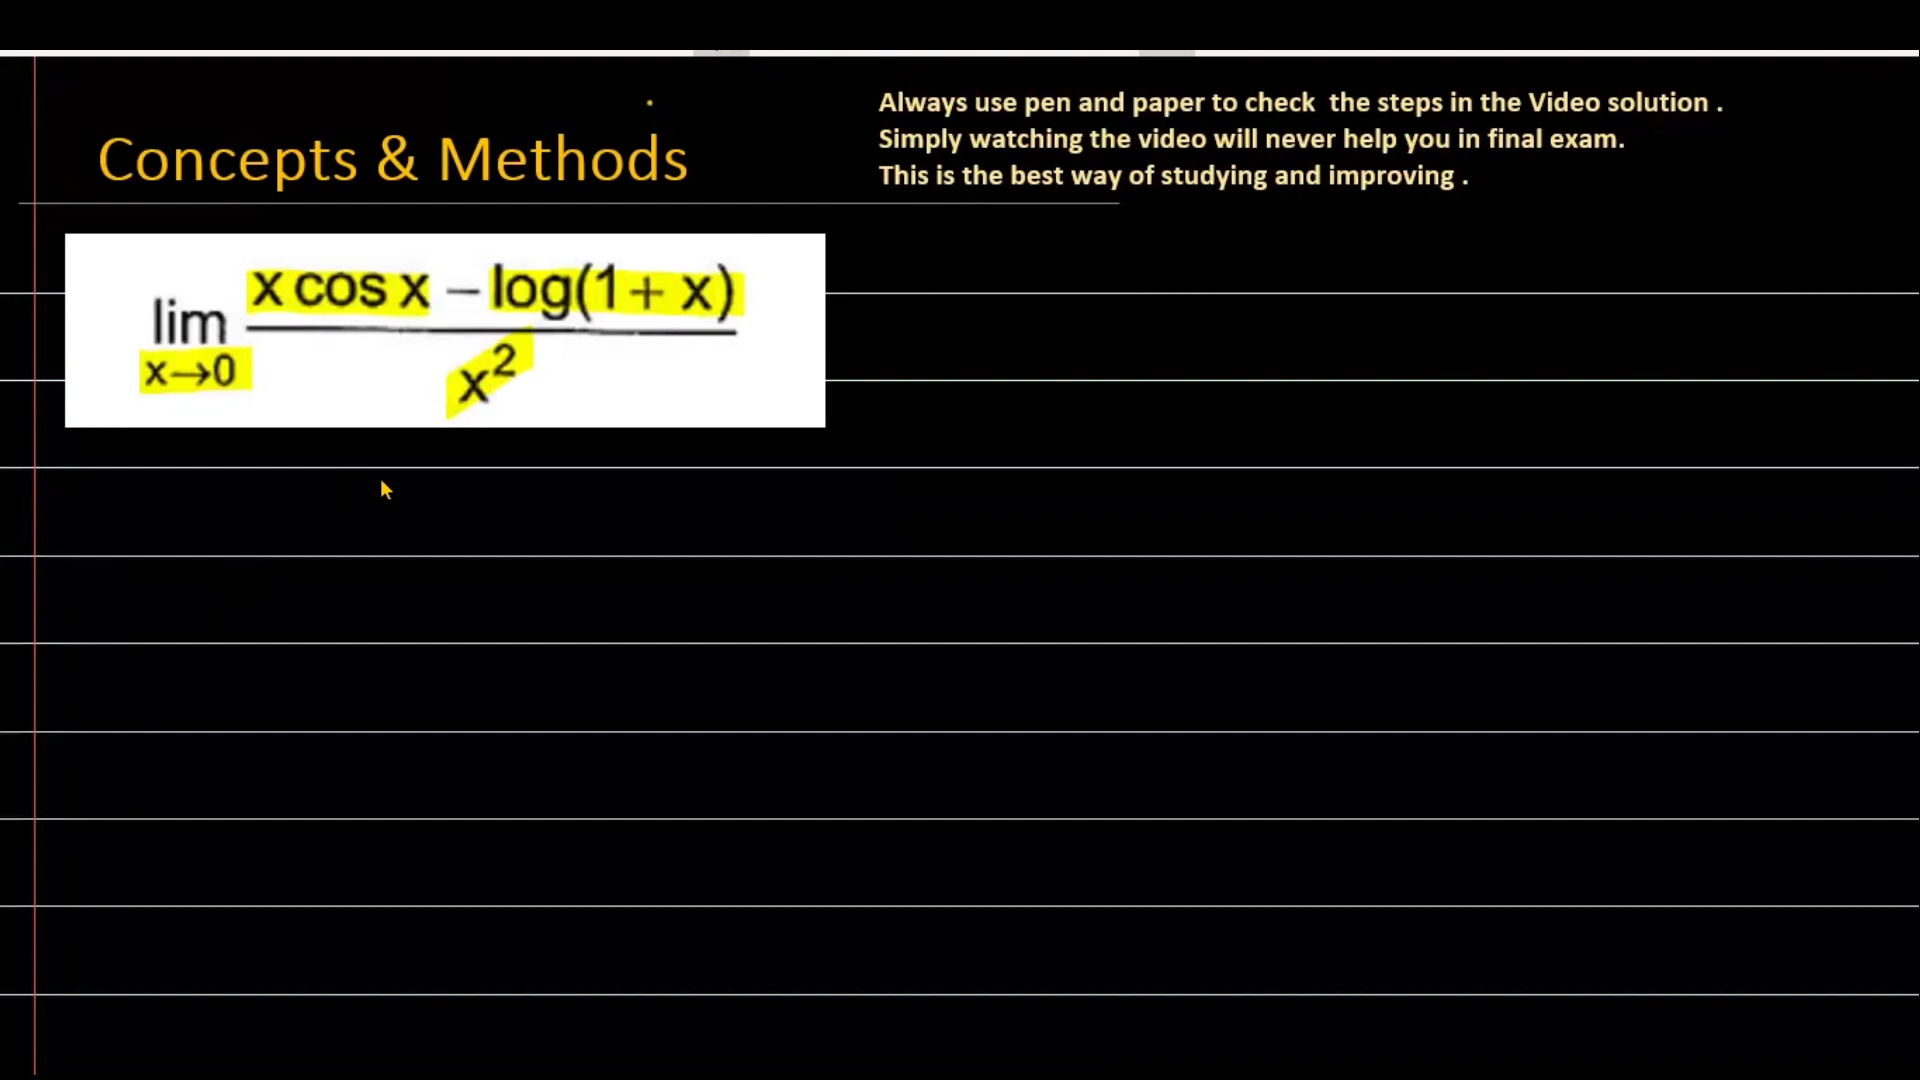 Always use pen and paper to check  the steps in the Video solution .
Simply watching the video will never help you in final exam.
This is the best way of studying and improving .
Concepts & Methods
lim x→0 (x cos x – log(1 + x)) / x²